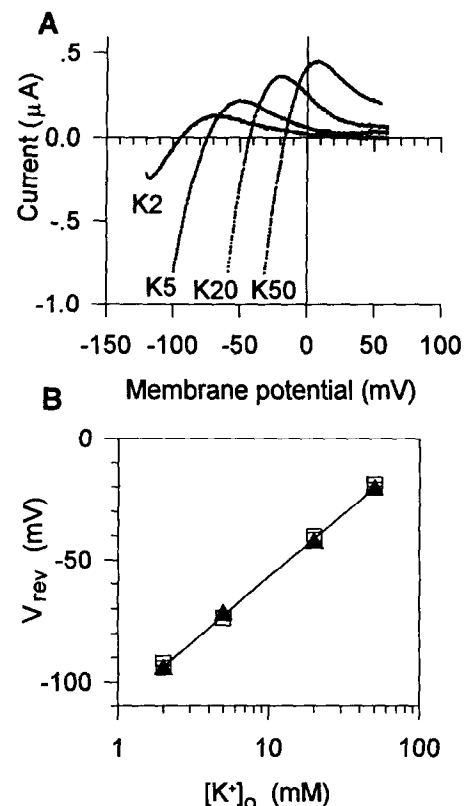 A
.5
0.0
-.5
-1.0
Current (μA)
K2
K5 K20 K50
-150 -100 -50 0 50 100
Membrane potential (mV)
B
0
-50
-100
V_rev (mV)
1 10 100
[K⁺]ₒ (mM)